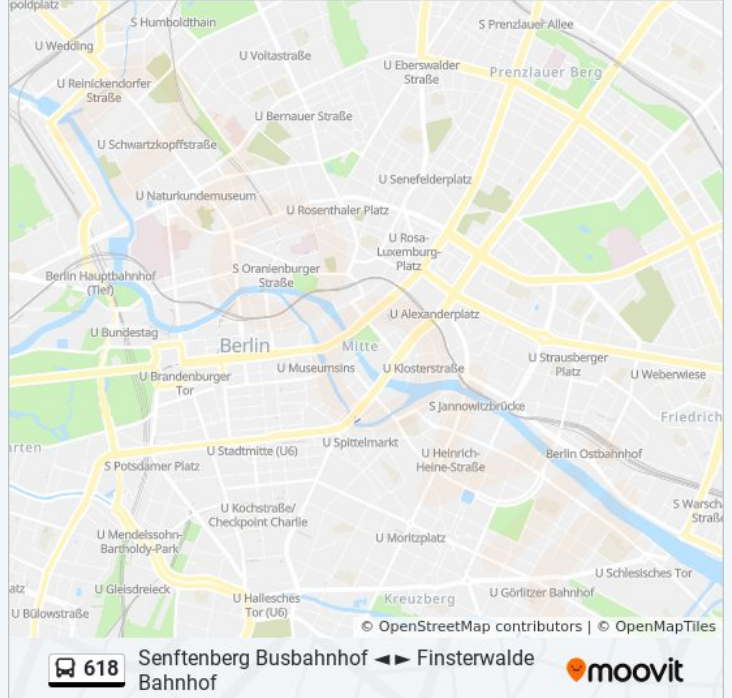 poldplatz
S Humboldthain
S Prenzlauer Allee
U Wedding
U Voltastraße
U Eberswalder
Straße
Prenzlauer Berg
U Reinickendorfer
Straße
U Bernauer Straße
U Schwartzkopffstraße
U Senefelderplatz
U Naturkundemuseum
U Rosenthaler Platz
U Rosa-
Luxemburg-
Platz
Berlin Hauptbahnhof
(Tief)
S Oranienburger
Straße
U Alexanderplatz
U Bundestag
Berlin
Mitte
U Strausberger
Platz
U Brandenburger
Tor
U Museumsins
U Klosterstraße
U Weberwiese
S Jannowitzbrücke
Friedrich
rten
U Stadtmitte (U6)
U Spittelmarkt
U Heinrich-
Heine-Straße
Berlin Ostbahnhof
S Potsdamer Platz
S Warsch
Straße
U Kochstraße/
Checkpoint Charlie
U Mendelssohn-
Bartholdy-Park
U Moritzplatz
U Schlesisches Tor
atz
U Gleisdreieck
U Hallesches
Tor (U6)
Kreuzberg
U Görlitzer Bahnhof
U Bülowstraße
© OpenStreetMap contributors | © OpenMapTiles
618
Senftenberg Busbahnhof ◄► Finsterwalde
Bahnhof
moovit